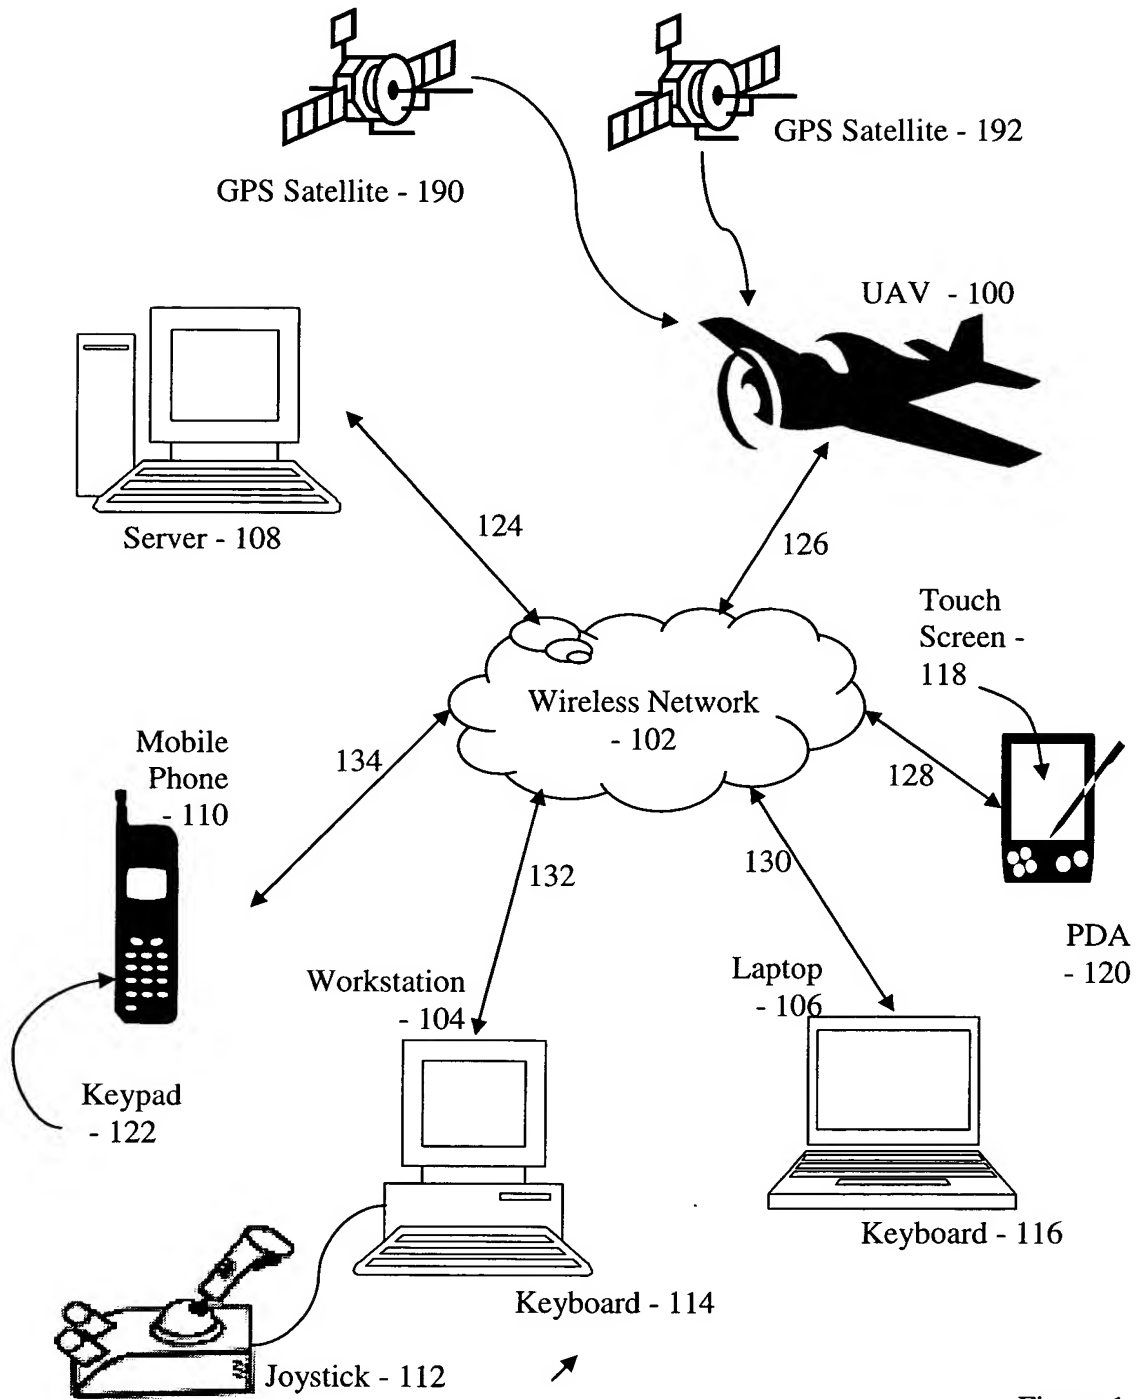 GPS Satellite - 192
GPS Satellite - 190
UAV - 100
Server - 108
124
126
Touch
Screen -
118
Wireless Network
- 102
Mobile
Phone
- 110
134
128
132
130
PDA
- 120
Workstation
- 104
Laptop
- 106
Keypad
- 122
Keyboard - 116
Keyboard - 114
Joystick - 112